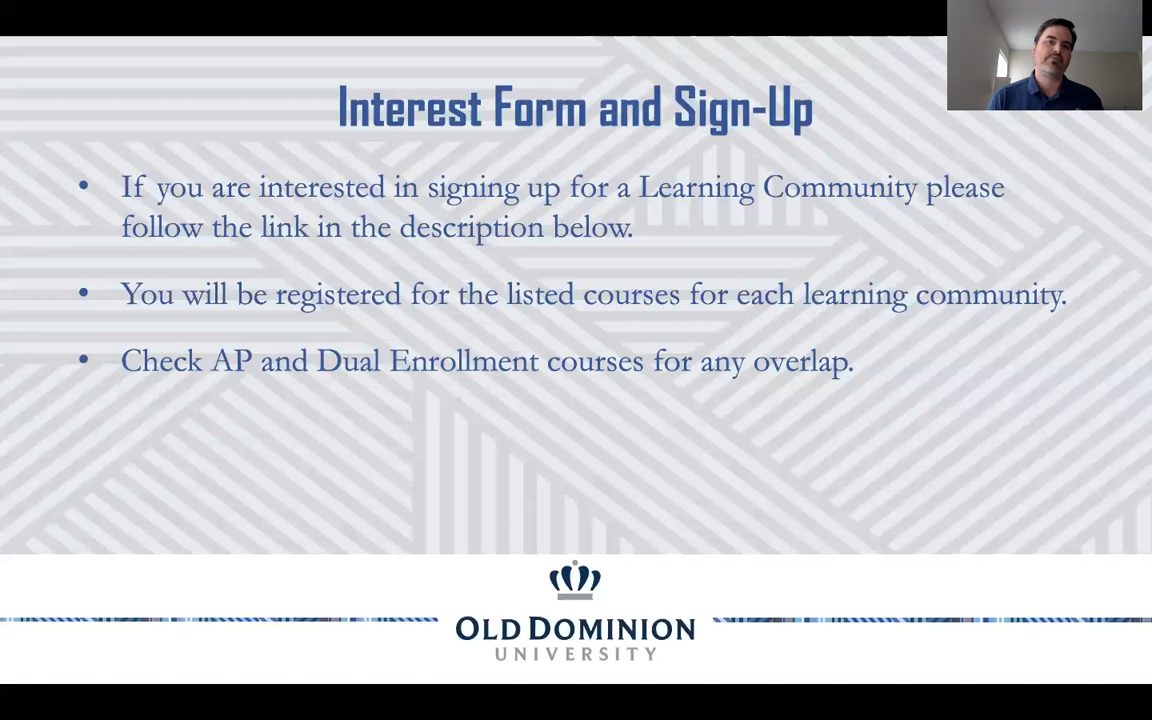 Interest Form and Sign-Up
• If you are interested in signing up for a Learning Community please
follow the link in the description below.
• You will be registered for the listed courses for each learning community.
• Check AP and Dual Enrollment courses for any overlap.
OLD DOMINION
UNIVERSITY